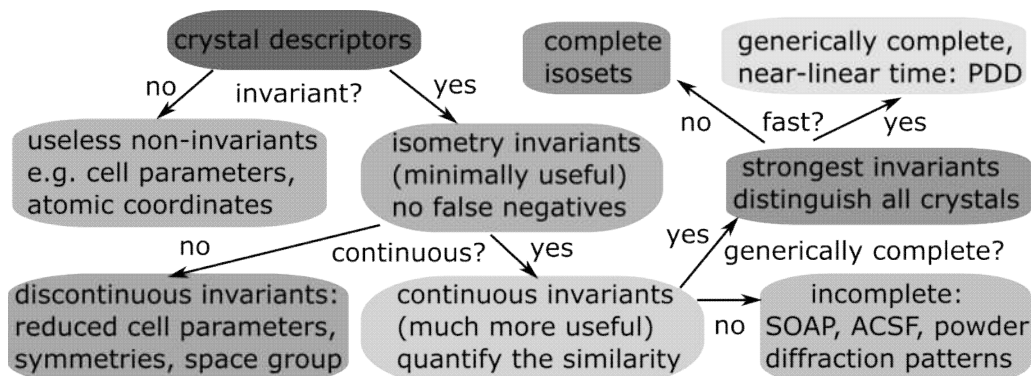 crystal descriptors
no
invariant?
yes
useless non-invariants
e.g. cell parameters,
atomic coordinates
isometry invariants
(minimally useful)
no false negatives
no
continuous?
yes
discontinuous invariants:
reduced cell parameters,
symmetries, space group
continuous invariants
(much more useful)
quantify the similarity
yes
generically complete?
no
incomplete:
SOAP, ACSF, powder
diffraction patterns
strongest invariants
distinguish all crystals
no
fast?
yes
complete
isosets
generically complete,
near-linear time: PDD